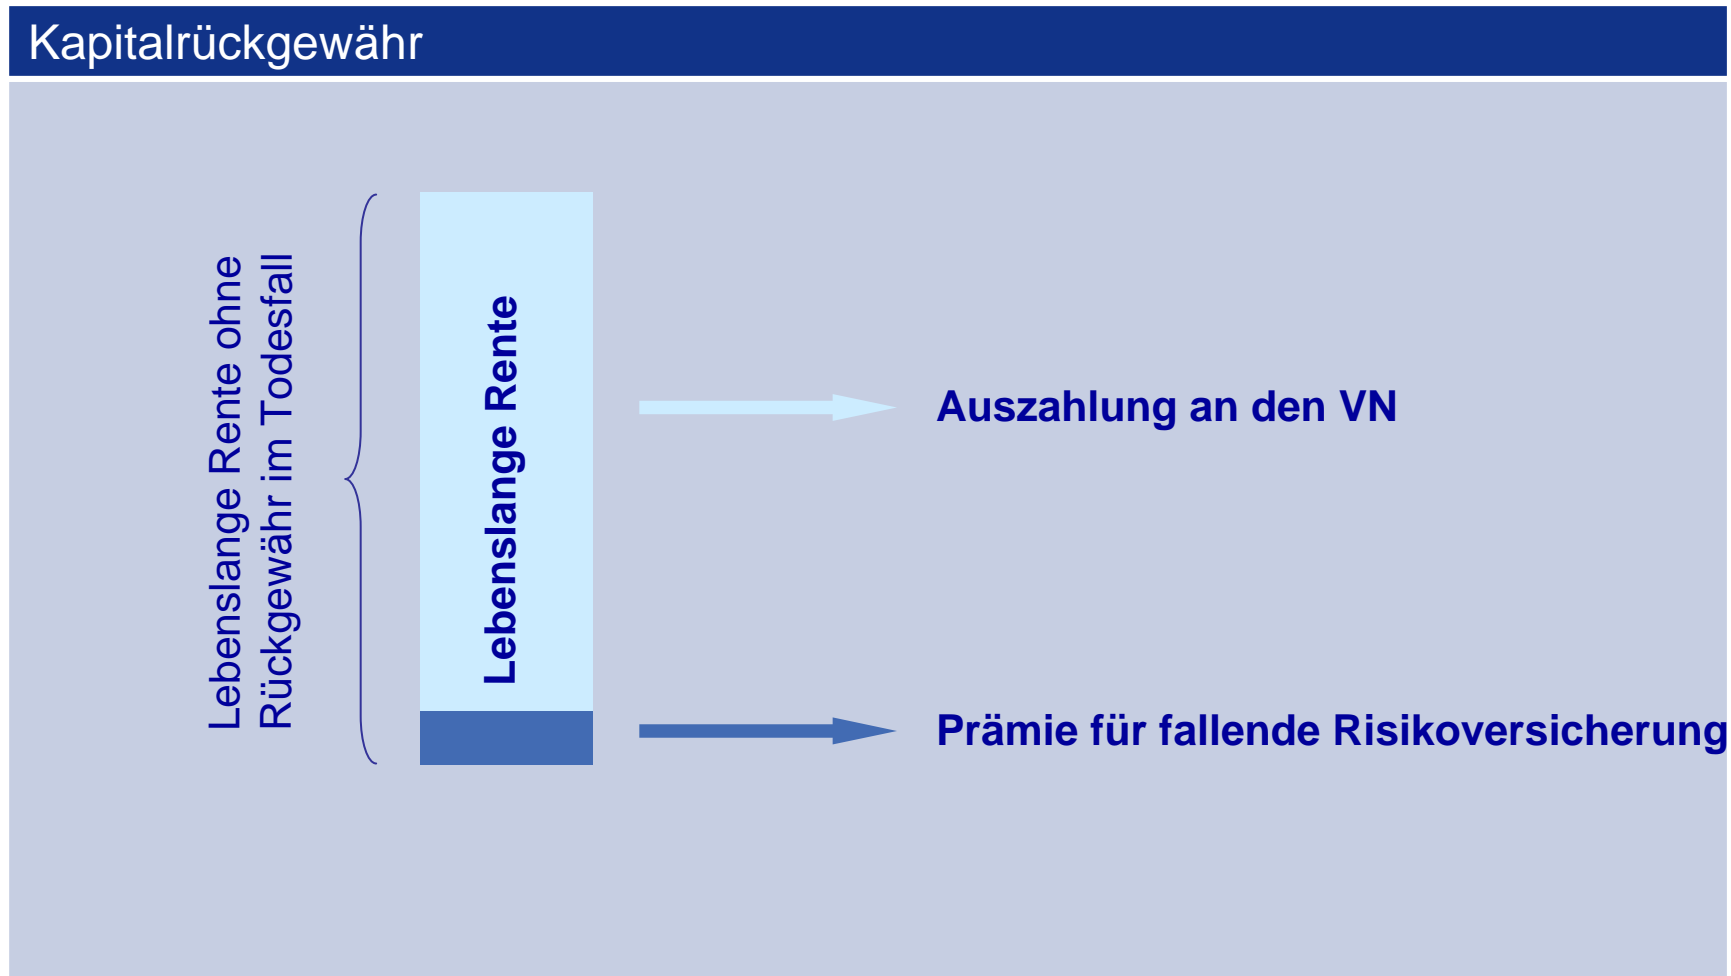 Kapitalrückgewähr
Lebenslange Rente ohne
Rückgewähr im Todesfall
Lebenslange Rente
Auszahlung an den VN
Prämie für fallende Risikoversicherung